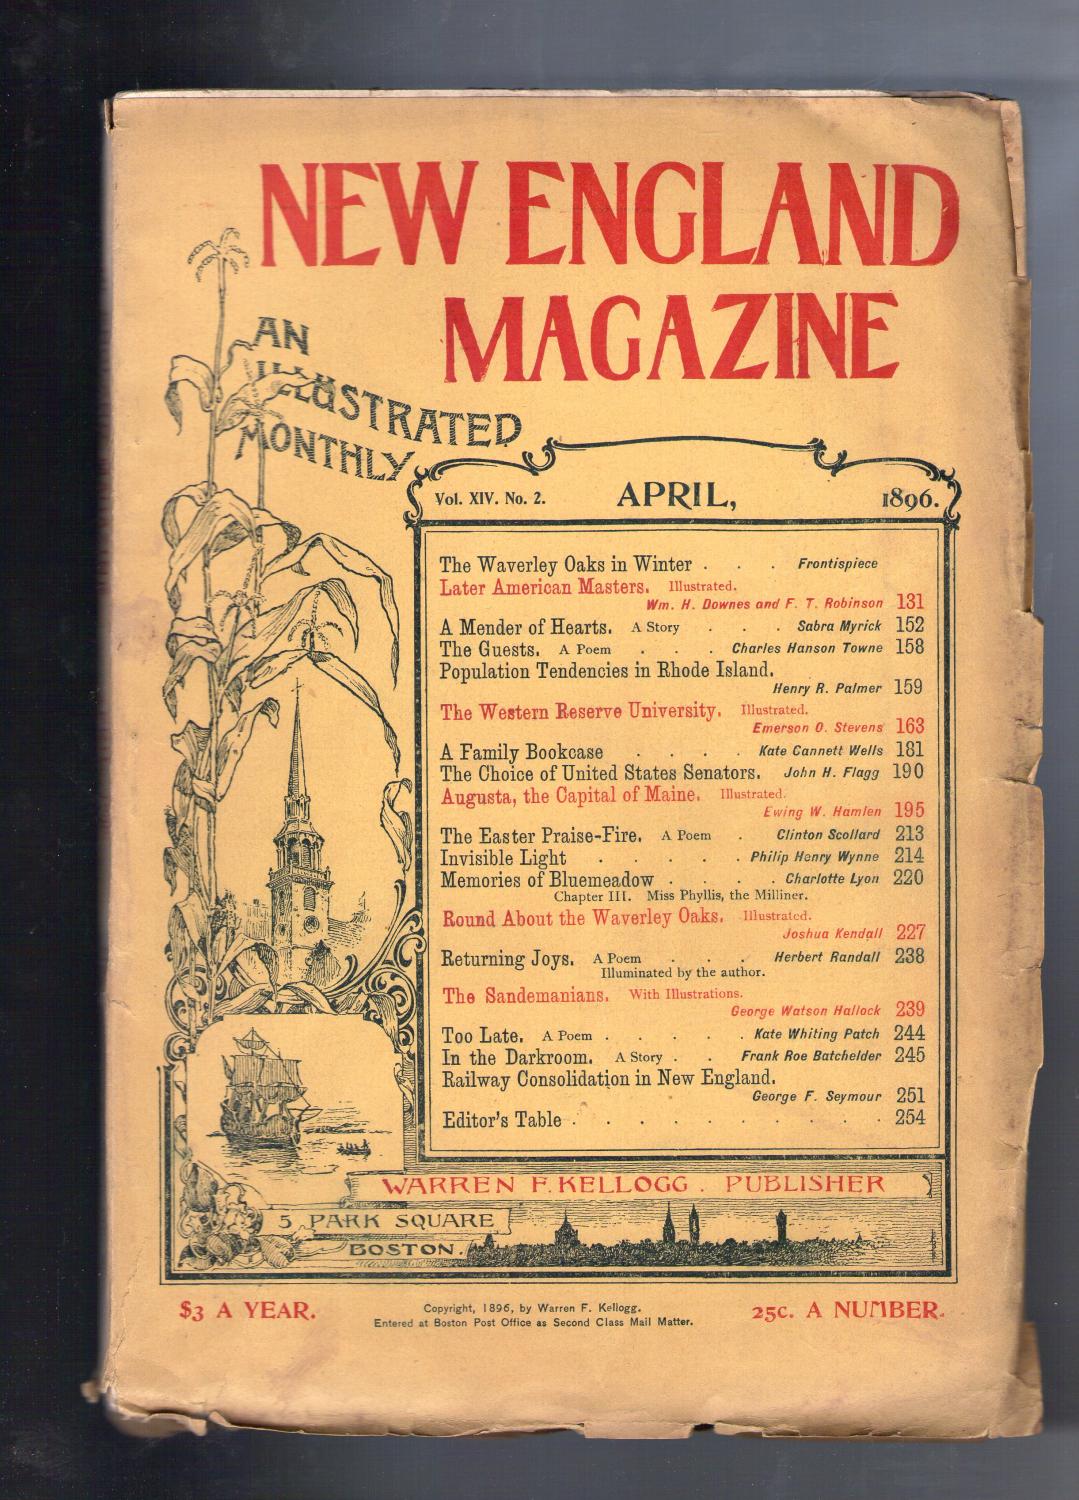 NEW ENGLAND
MAGAZINE
AN
ILLUSTRATED
MONTHLY
Vol. XIV. No. 2. APRIL, 1896.
The Waverley Oaks in Winter . . . Frontispiece
Later American Masters. Illustrated.
Wm. H. Downes and F. T. Robinson 131
A Mender of Hearts. A Story . . . Sabra Myrick 152
The Guests. A Poem . . . Charles Hanson Towne 158
Population Tendencies in Rhode Island.
Henry R. Palmer 159
The Western Reserve University. Illustrated.
Emerson O. Stevens 163
A Family Bookcase . . . . Kate Cannett Wells 181
The Choice of United States Senators. John H. Flagg 190
Augusta, the Capital of Maine. Illustrated.
Ewing W. Hamlen 195
The Easter Praise-Fire. A Poem . Clinton Scollard 213
Invisible Light . . . . . Philip Henry Wynne 214
Memories of Bluemeadow . . . . Charlotte Lyon 220
Chapter III. Miss Phyllis, the Milliner.
Round About the Waverley Oaks. Illustrated.
Joshua Kendall 227
Returning Joys. A Poem . . . Herbert Randall 238
Illuminated by the author.
The Sandemanians. With Illustrations.
George Watson Hallock 239
Too Late. A Poem . . . . . Kate Whiting Patch 244
In the Darkroom. A Story . . Frank Roe Batchelder 245
Railway Consolidation in New England.
George F. Seymour 251
Editor's Table . . . . . . . . . 254
WARREN F. KELLOGG . PUBLISHER
5 PARK SQUARE
BOSTON.
$3 A YEAR. Copyright, 1896, by Warren F. Kellogg. 25c. A NUMBER.
Entered at Boston Post Office as Second Class Mail Matter.